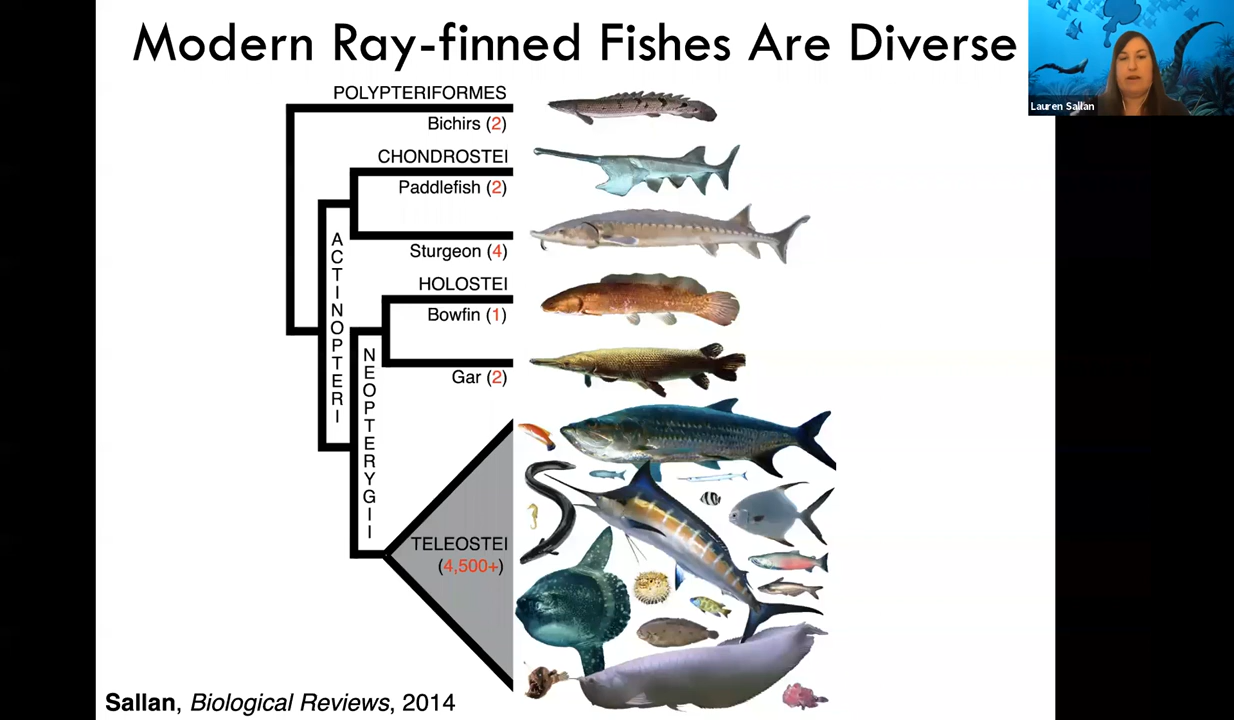 Modern Ray-finned Fishes Are Diverse
Lauren Sallan
POLYPTERIFORMES
Bichirs (2)
CHONDROSTEI
Paddlefish (2)
Sturgeon (4)
ACTINOPTERI
HOLOSTEI
Bowfin (1)
NEOPTERYGII
Gar (2)
TELEOSTEI
(4,500+)
Sallan, Biological Reviews, 2014